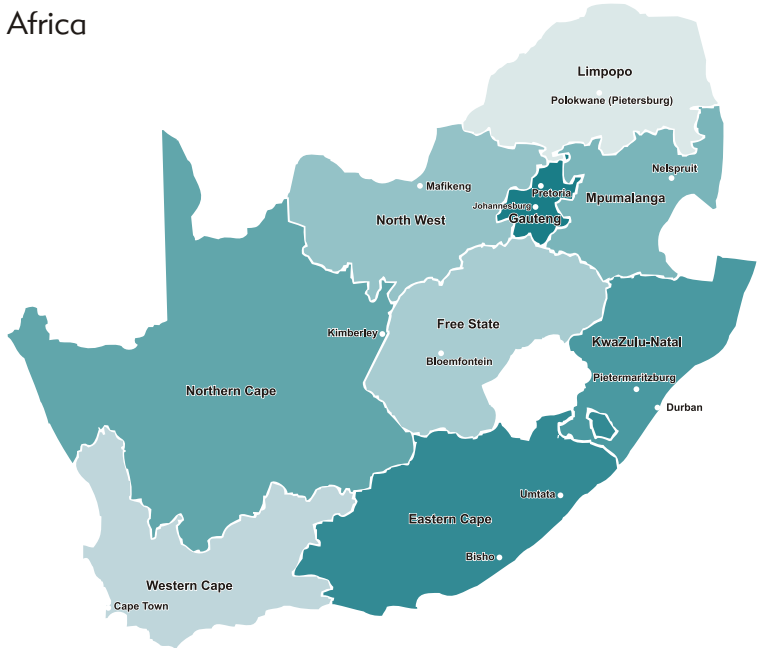 Africa
Limpopo
Polokwane (Pietersburg)
Nelspruit
Mafikeng
Pretoria
Mpumalanga
Johannesburg
North West
Gauteng
Free State
Kimberley
KwaZulu-Natal
Bloemfontein
Pietermaritzburg
Northern Cape
Durban
Umtata
Eastern Cape
Bisho
Western Cape
Cape Town